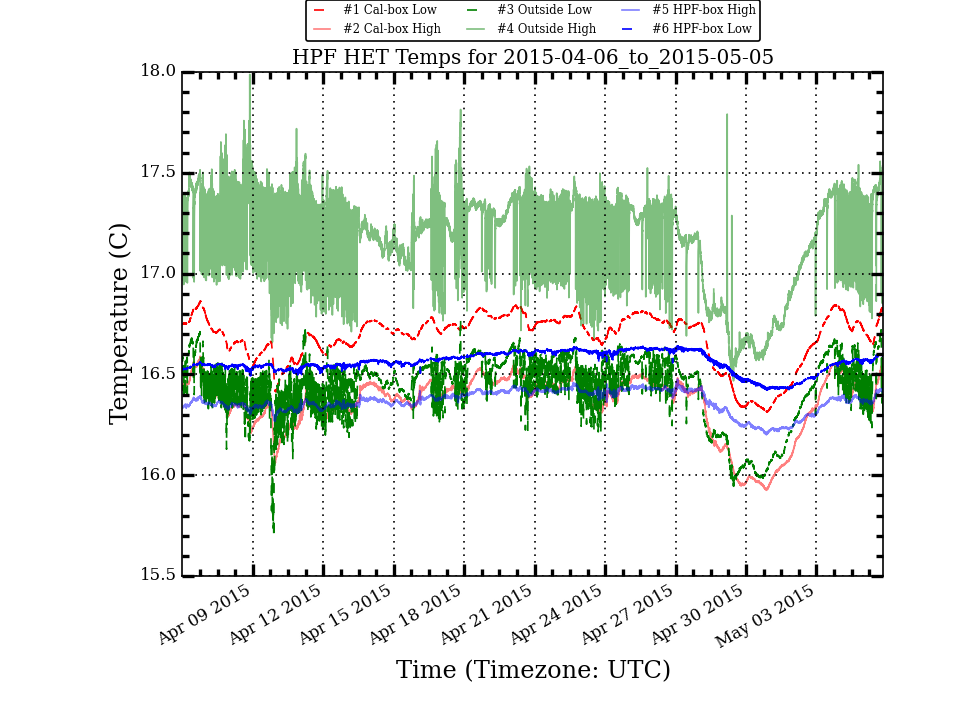 #1 Cal-box Low #3 Outside Low #5 HPF-box High
#2 Cal-box High #4 Outside High #6 HPF-box Low
HPF HET Temps for 2015-04-06_to_2015-05-05
18.0
17.5
17.0
16.5
16.0
15.5
Temperature (C)
Apr 09 2015
Apr 12 2015
Apr 15 2015
Apr 18 2015
Apr 21 2015
Apr 24 2015
Apr 27 2015
Apr 30 2015
May 03 2015
Time (Timezone: UTC)